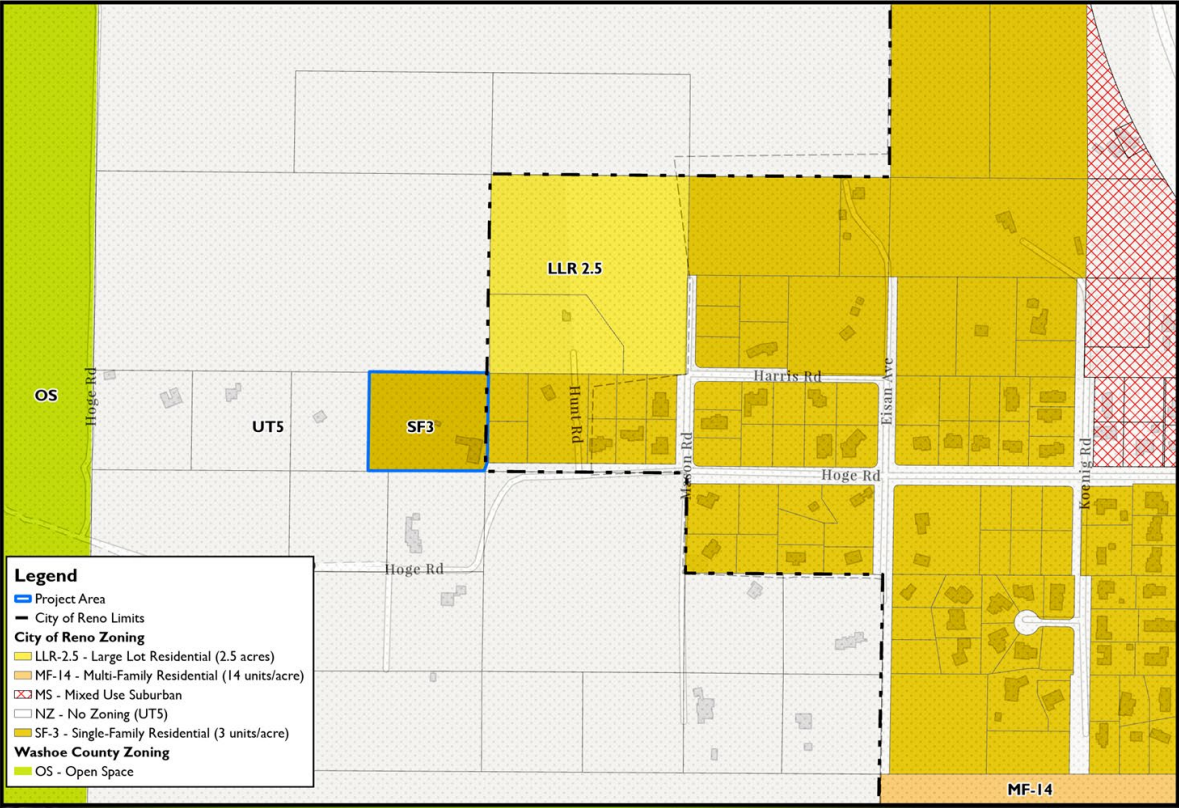 LLR 2.5
Hoge Rd
OS
UT5
SF3
Hunt Rd
Harris Rd
Eisan Ave
Mason Rd
Hoge Rd
Koenig Rd
Hoge Rd
MF-14
Legend
Project Area
City of Reno Limits
City of Reno Zoning
LLR-2.5 - Large Lot Residential (2.5 acres)
MF-14 - Multi-Family Residential (14 units/acre)
MS - Mixed Use Suburban
NZ - No Zoning (UT5)
SF-3 - Single-Family Residential (3 units/acre)
Washoe County Zoning
OS - Open Space